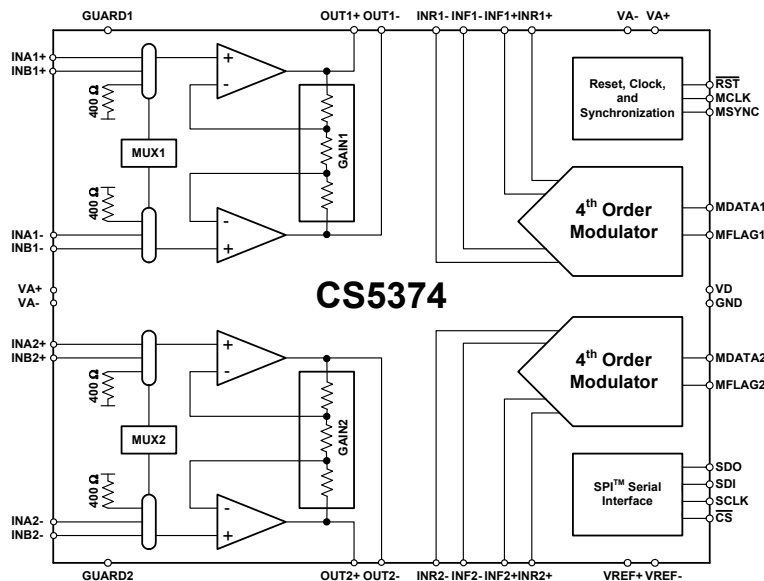 GUARD1
OUT1+ OUT1-
INR1- INF1- INF1+ INR1+
VA- VA+
INA1+
INB1+
+
-
400 Ω
MUX1
GAIN1
400 Ω
-
+
INA1-
INB1-
Reset, Clock,
and
Synchronization
RST
MCLK
MSYNC
4th Order
Modulator
MDATA1
MFLAG1
VA+
VA-
CS5374
VD
GND
INA2+
INB2+
+
-
400 Ω
MUX2
GAIN2
400 Ω
-
+
INA2-
INB2-
4th Order
Modulator
MDATA2
MFLAG2
SPI™ Serial
Interface
SDO
SDI
SCLK
CS
GUARD2
OUT2+ OUT2-
INR2- INF2- INF2+ INR2+
VREF+ VREF-